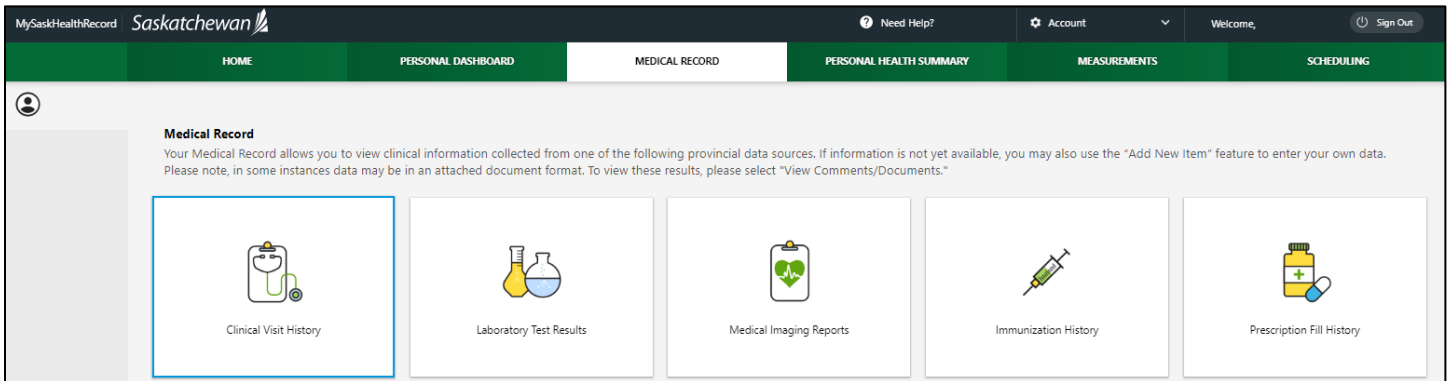 MySaskHealthRecord Saskatchewan Need Help? Account Welcome, Sign Out
HOME PERSONAL DASHBOARD MEDICAL RECORD PERSONAL HEALTH SUMMARY MEASUREMENTS SCHEDULING
Medical Record
Your Medical Record allows you to view clinical information collected from one of the following provincial data sources. If information is not yet available, you may also use the "Add New Item" feature to enter your own data.
Please note, in some instances data may be in an attached document format. To view these results, please select "View Comments/Documents."
Clinical Visit History Laboratory Test Results Medical Imaging Reports Immunization History Prescription Fill History